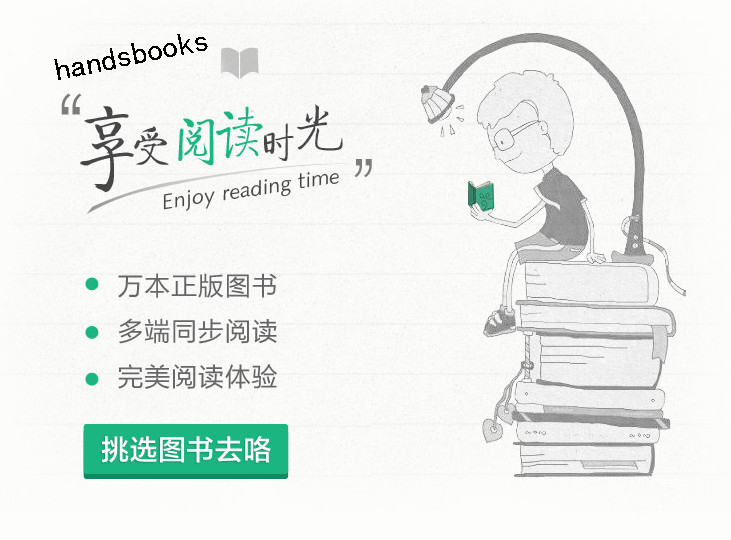 handsbooks
“享受阅读时光”
Enjoy reading time
万本正版图书
多端同步阅读
完美阅读体验
挑选图书去咯